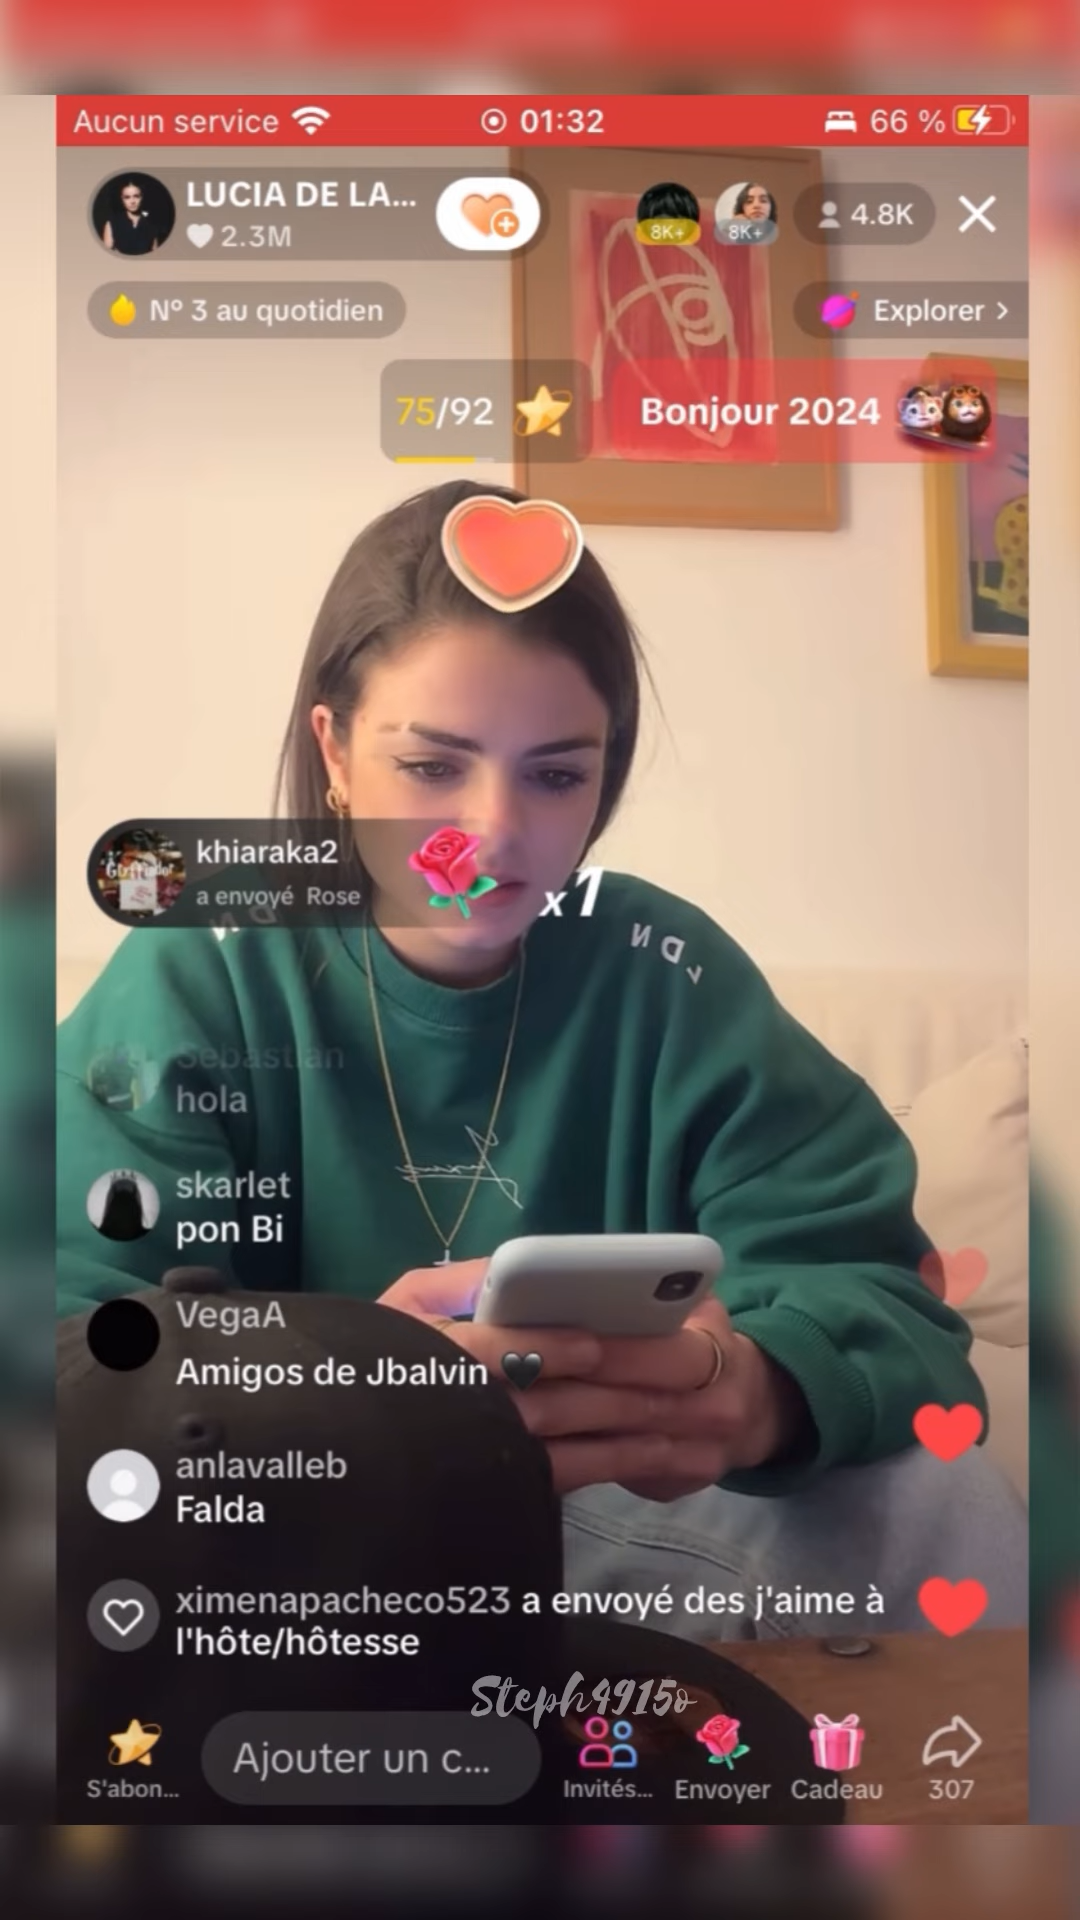 Aucun service 01:32 66 %
LUCIA DE LA...
2.3M
8K+ 8K+ 4.8K
N° 3 au quotidien
Explorer >
75/92
Bonjour 2024
khiaraka2
a envoyé Rose
x1
N D
N D L
Sebastian
hola
skarlet
pon Bi
VegaA
Amigos de Jbalvin 🖤
anlavalleb
Falda
ximenapacheco523 a envoyé des j'aime à
l'hôte/hôtesse
Steph4915o
S'abon...
Ajouter un c...
Invités...
Envoyer
Cadeau
307